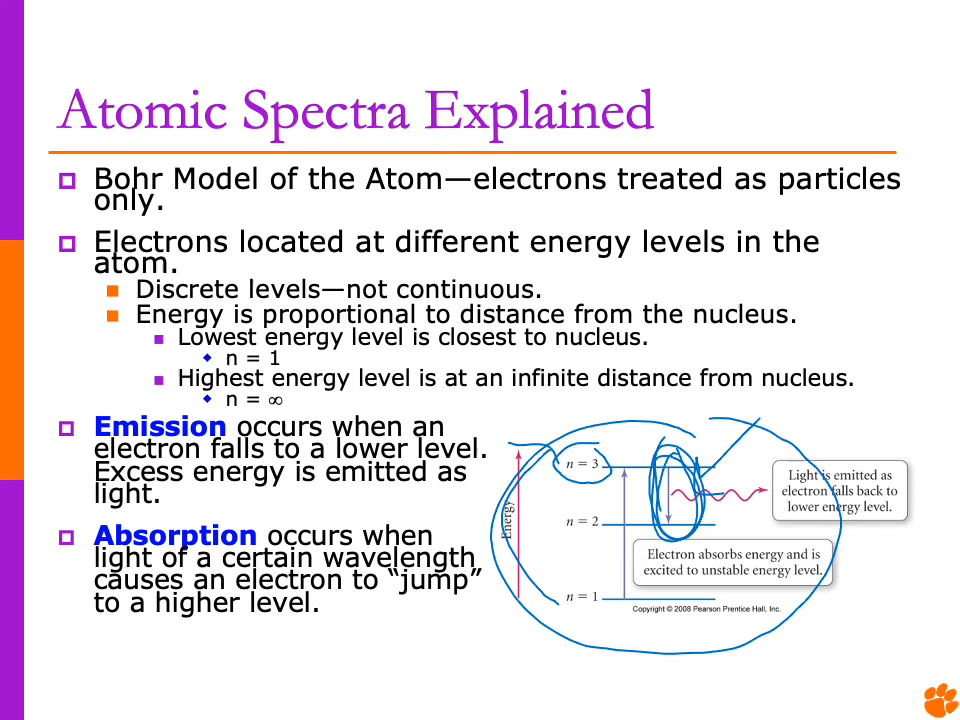 Atomic Spectra Explained
Bohr Model of the Atom—electrons treated as particles
only.
Electrons located at different energy levels in the
atom.
Discrete levels—not continuous.
Energy is proportional to distance from the nucleus.
Lowest energy level is closest to nucleus.
n = 1
Highest energy level is at an infinite distance from nucleus.
n = ∞
Emission occurs when an
electron falls to a lower level.
Excess energy is emitted as
light.
Absorption occurs when
light of a certain wavelength
causes an electron to “jump”
to a higher level.
Energy
n = 3
n = 2
n = 1
Light is emitted as
electron falls back to
lower energy level.
Electron absorbs energy and is
excited to unstable energy level.
Copyright © 2008 Pearson Prentice Hall, Inc.